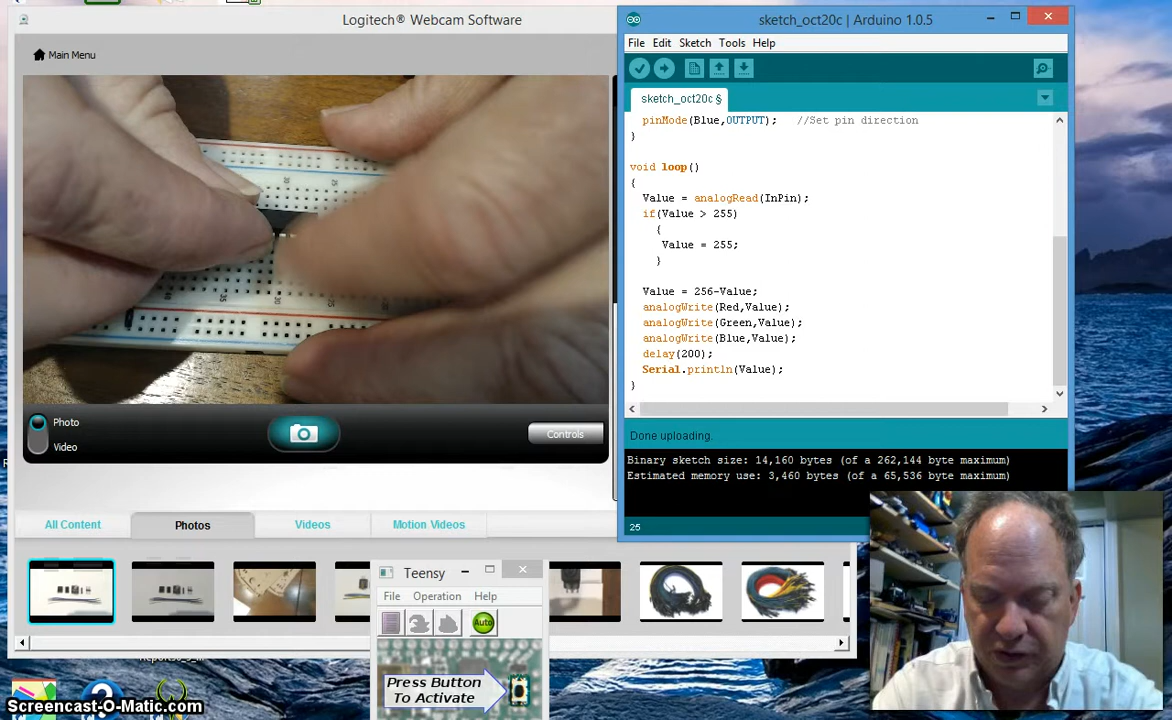 Logitech® Webcam Software
Main Menu
Photo
Video
Controls
All Content
Photos
Videos
Motion Videos
sketch_oct20c | Arduino 1.0.5
File Edit Sketch Tools Help
sketch_oct20c §
pinMode(Blue,OUTPUT); //Set pin direction
}
void loop()
{
Value = analogRead(InPin);
if(Value > 255)
{
Value = 255;
}
Value = 256-Value;
analogWrite(Red,Value);
analogWrite(Green,Value);
analogWrite(Blue,Value);
delay(200);
Serial.println(Value);
}
Done uploading.
Binary sketch size: 14,160 bytes (of a 262,144 byte maximum)
Estimated memory use: 3,460 bytes (of a 65,536 byte maximum)
25
Teensy
File Operation Help
Auto
Press Button
To Activate
Screencast-O-Matic.com